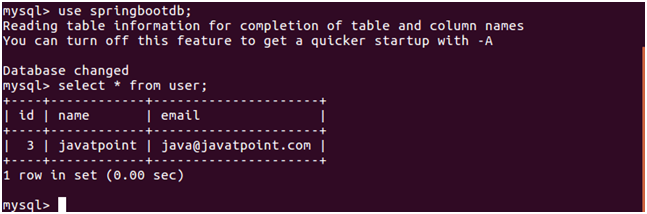 mysql> use springbootdb;
Reading table information for completion of table and column names
You can turn off this feature to get a quicker startup with -A
Database changed
mysql> select * from user;
+----+------------+---------------------+
| id | name       | email               |
+----+------------+---------------------+
|  3 | javatpoint | java@javatpoint.com |
+----+------------+---------------------+
1 row in set (0.00 sec)
mysql>